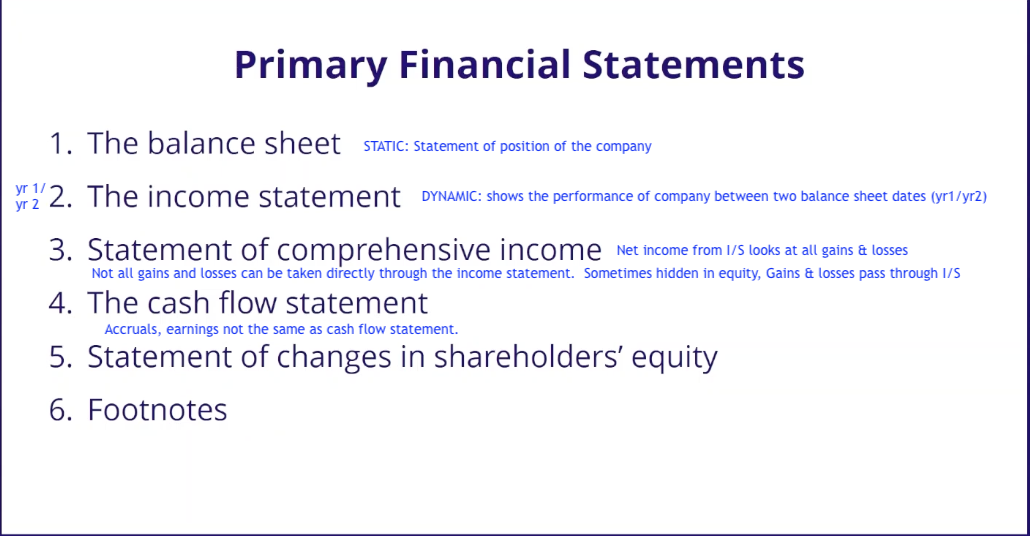 Primary Financial Statements
1. The balance sheet STATIC: Statement of position of the company
yr 1/
yr 2
2. The income statement DYNAMIC: shows the performance of company between two balance sheet dates (yr1/yr2)
3. Statement of comprehensive income Net income from I/S looks at all gains & losses
Not all gains and losses can be taken directly through the income statement. Sometimes hidden in equity, Gains & losses pass through I/S
4. The cash flow statement
Accruals, earnings not the same as cash flow statement.
5. Statement of changes in shareholders’ equity
6. Footnotes